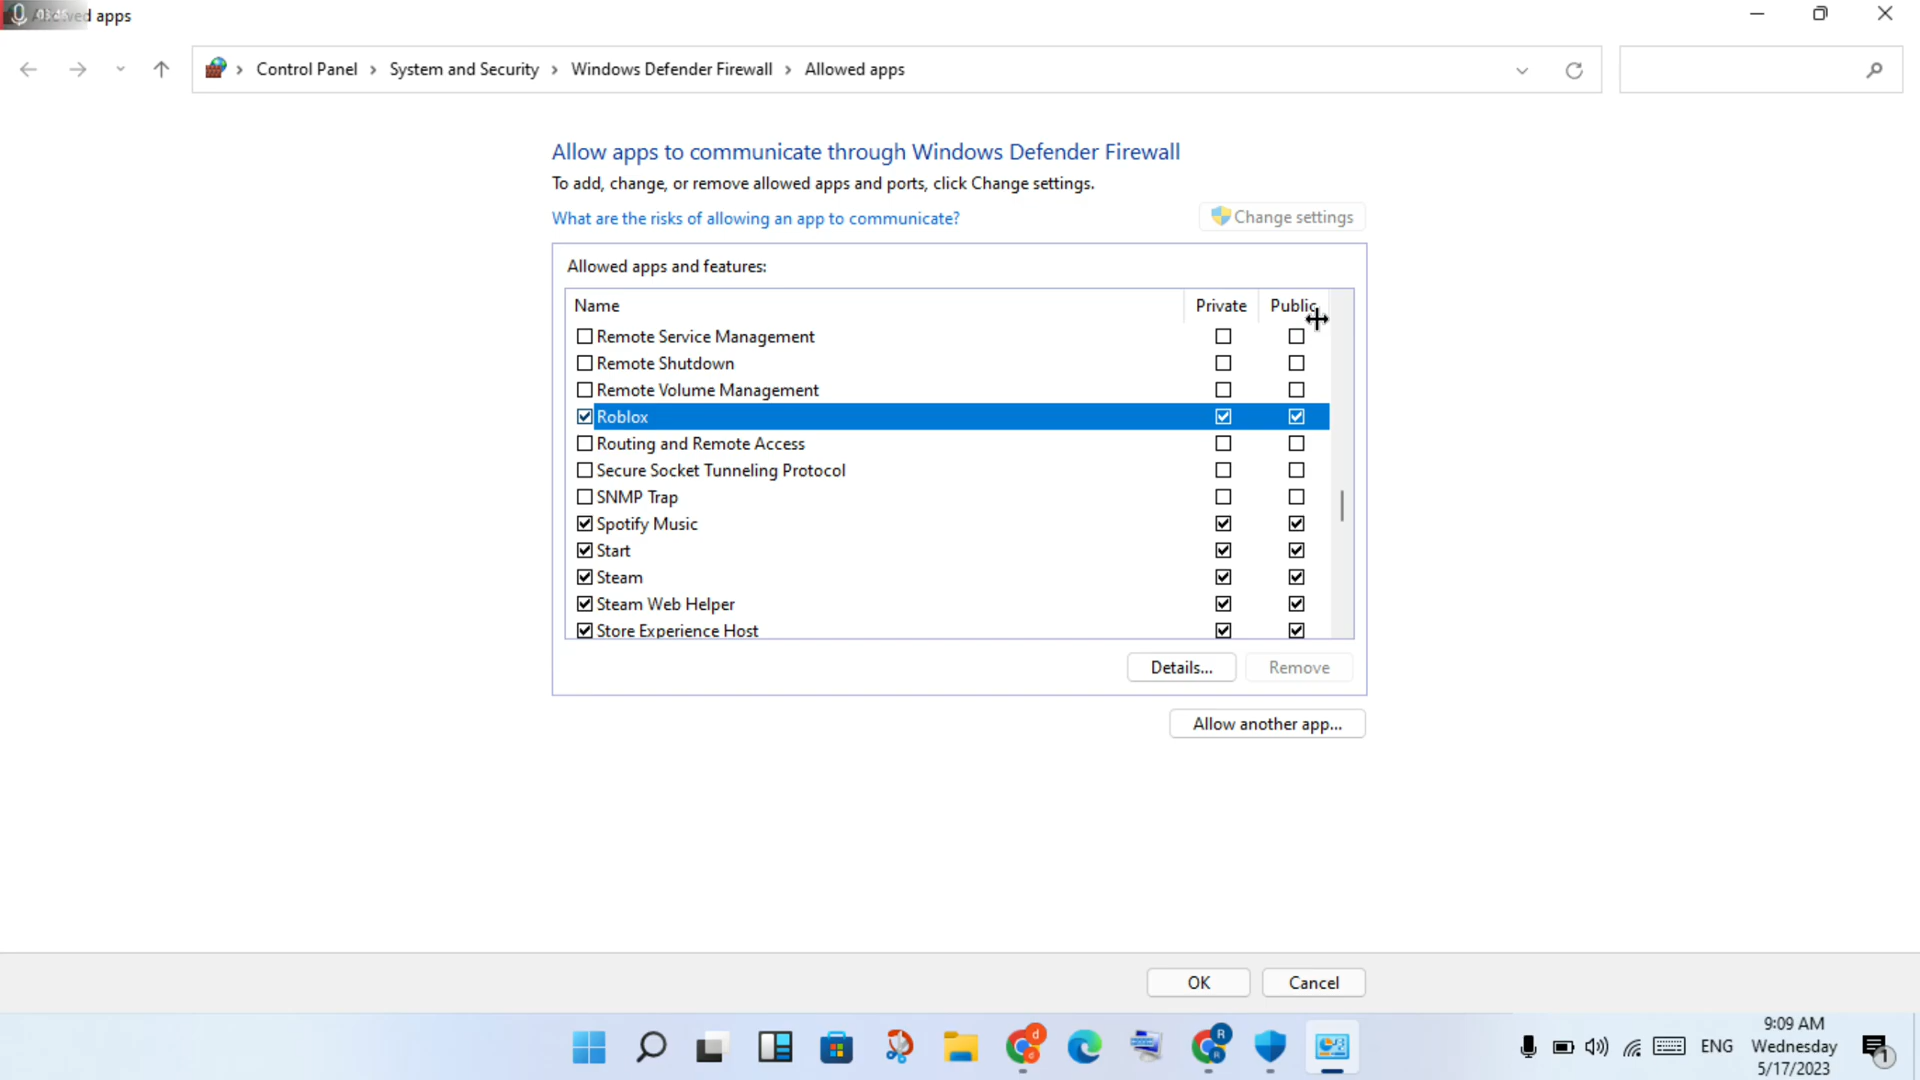 apps
Control Panel > System and Security > Windows Defender Firewall > Allowed apps
Allow apps to communicate through Windows Defender Firewall
To add, change, or remove allowed apps and ports, click Change settings.
What are the risks of allowing an app to communicate?
Change settings
Allowed apps and features:
Name Private Public
Remote Service Management
Remote Shutdown
Remote Volume Management
Roblox
Routing and Remote Access
Secure Socket Tunneling Protocol
SNMP Trap
Spotify Music
Start
Steam
Steam Web Helper
Store Experience Host
Details... Remove
Allow another app...
OK Cancel
d
d
R
R
ENG
9:09 AM
Wednesday
5/17/2023
1